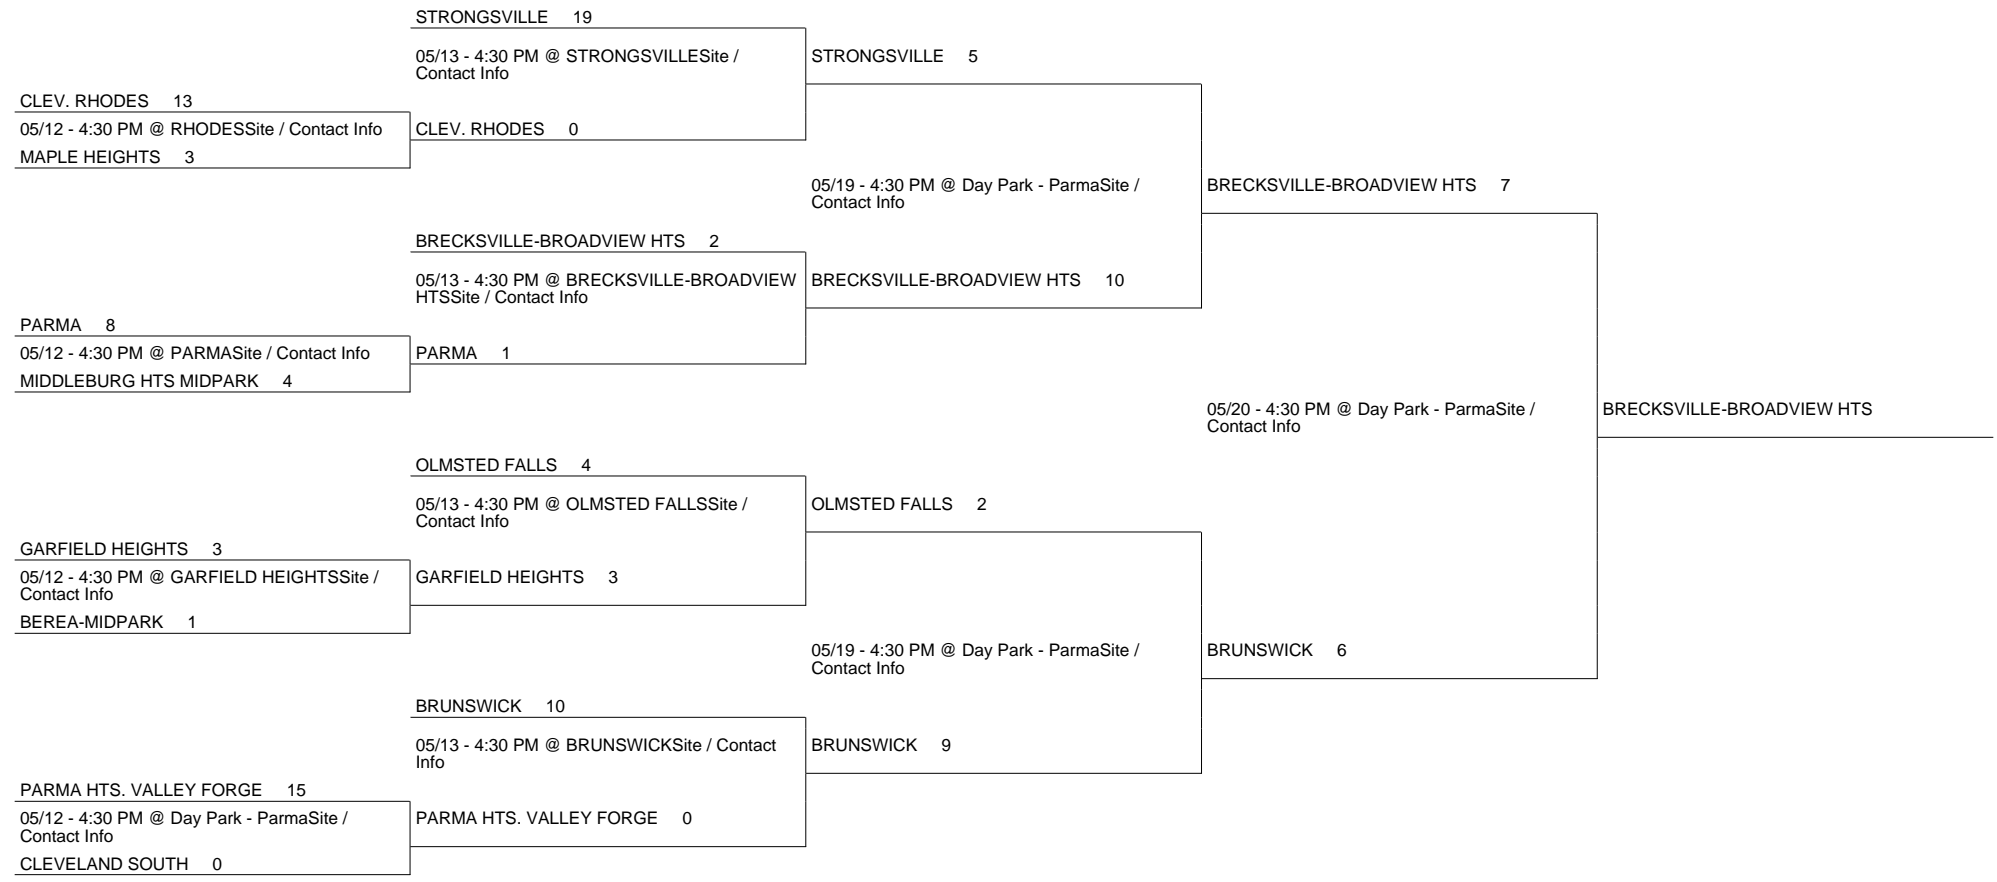 STRONGSVILLE 19
05/13 - 4:30 PM @ STRONGSVILLESite /
Contact Info
STRONGSVILLE 5
CLEV. RHODES 13
05/12 - 4:30 PM @ RHODESSite / Contact Info
CLEV. RHODES 0
MAPLE HEIGHTS 3
05/19 - 4:30 PM @ Day Park - ParmaSite /
Contact Info
BRECKSVILLE-BROADVIEW HTS 7
BRECKSVILLE-BROADVIEW HTS 2
05/13 - 4:30 PM @ BRECKSVILLE-BROADVIEW
HTSSite / Contact Info
BRECKSVILLE-BROADVIEW HTS 10
PARMA 8
05/12 - 4:30 PM @ PARMASite / Contact Info
PARMA 1
MIDDLEBURG HTS MIDPARK 4
05/20 - 4:30 PM @ Day Park - ParmaSite /
Contact Info
BRECKSVILLE-BROADVIEW HTS
OLMSTED FALLS 4
05/13 - 4:30 PM @ OLMSTED FALLSSite /
Contact Info
OLMSTED FALLS 2
GARFIELD HEIGHTS 3
05/12 - 4:30 PM @ GARFIELD HEIGHTSSite /
Contact Info
GARFIELD HEIGHTS 3
BEREA-MIDPARK 1
05/19 - 4:30 PM @ Day Park - ParmaSite /
Contact Info
BRUNSWICK 6
BRUNSWICK 10
05/13 - 4:30 PM @ BRUNSWICKSite / Contact
Info
BRUNSWICK 9
PARMA HTS. VALLEY FORGE 15
05/12 - 4:30 PM @ Day Park - ParmaSite /
Contact Info
PARMA HTS. VALLEY FORGE 0
CLEVELAND SOUTH 0